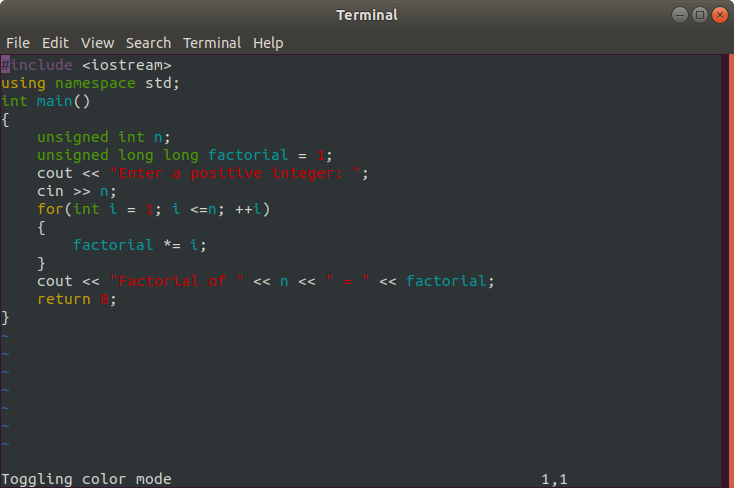 Terminal
File Edit View Search Terminal Help
#include <iostream>
using namespace std;
int main()
{
    unsigned int n;
    unsigned long long factorial = 1;
    cout << "Enter a positive integer: ";
    cin >> n;
    for(int i = 1; i <=n; ++i)
    {
        factorial *= i;
    }
    cout << "Factorial of " << n << " = " << factorial;
    return 0;
}
~
~
~
~
~
~
~
Toggling color mode 1,1